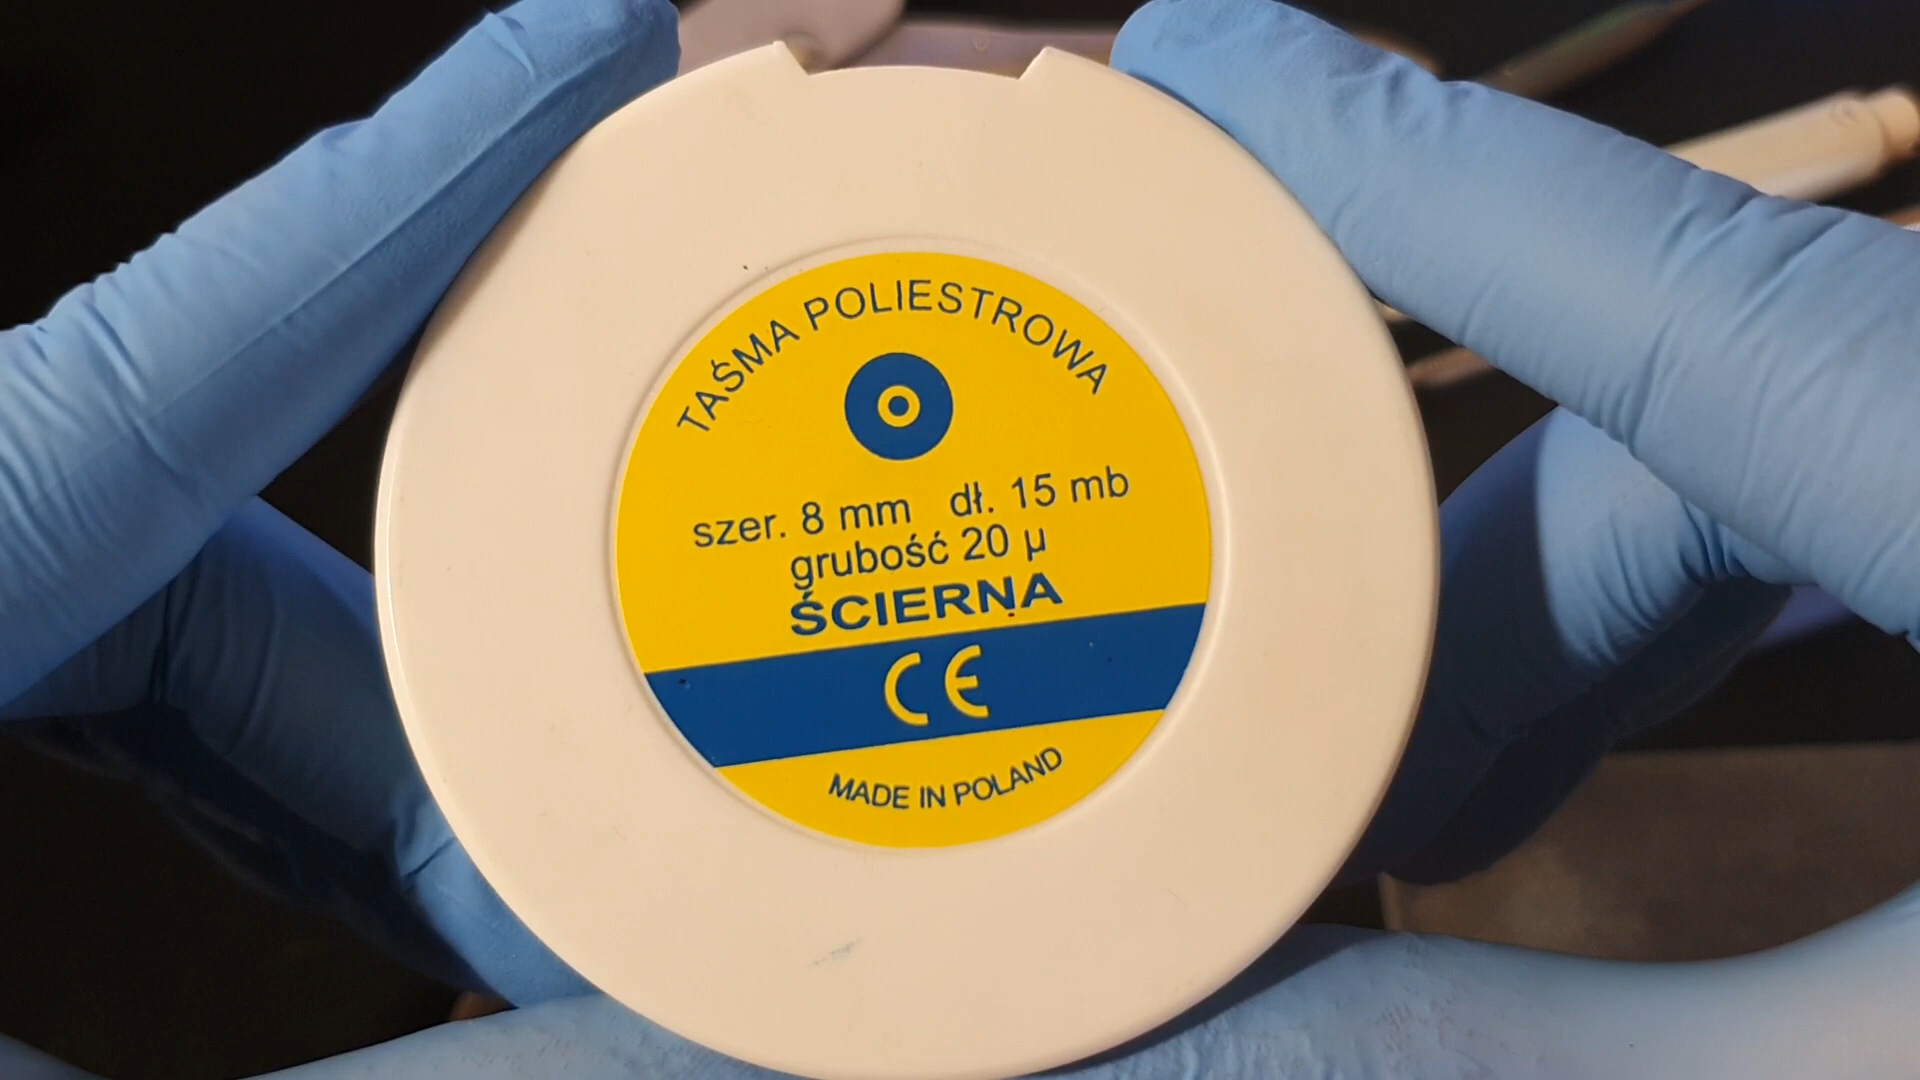 TAŚMA POLIESTROWA
szer. 8 mm dł. 15 mb
grubość 20 µ
ŚCIERNA
CE
MADE IN POLAND